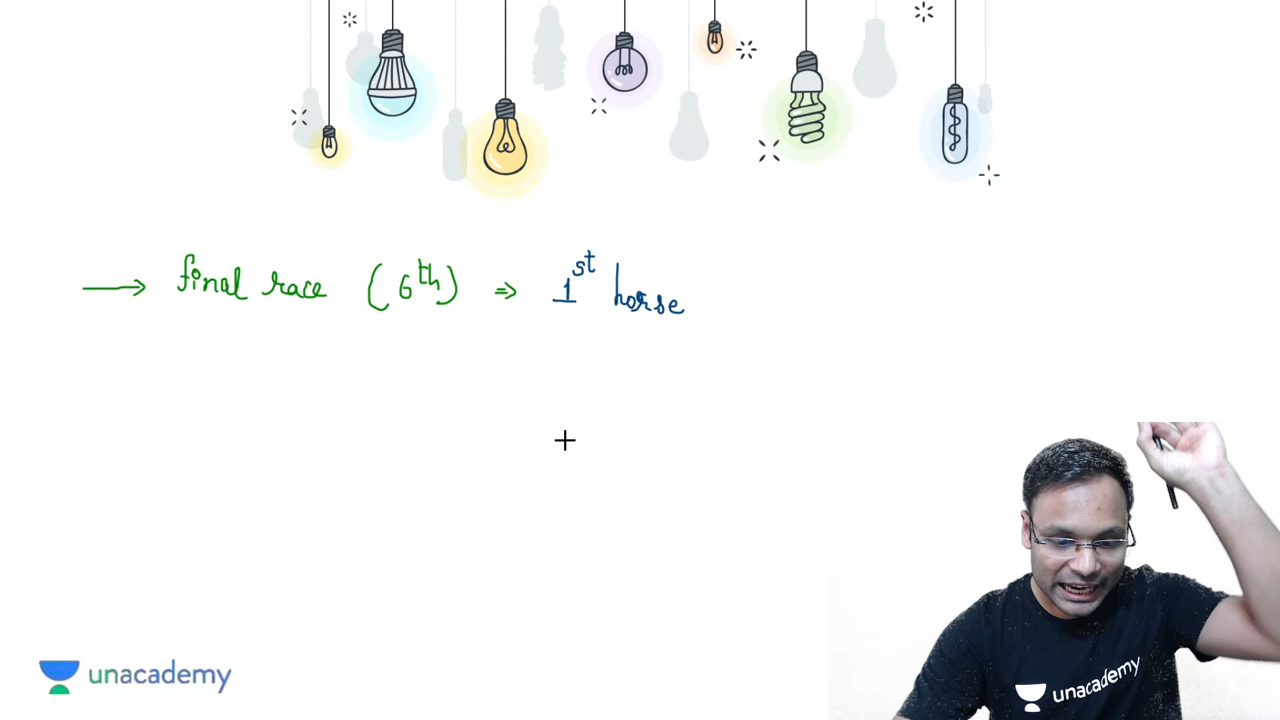 ⟶ final race (6th) ⇒ 1st horse
unacademy
unacademy